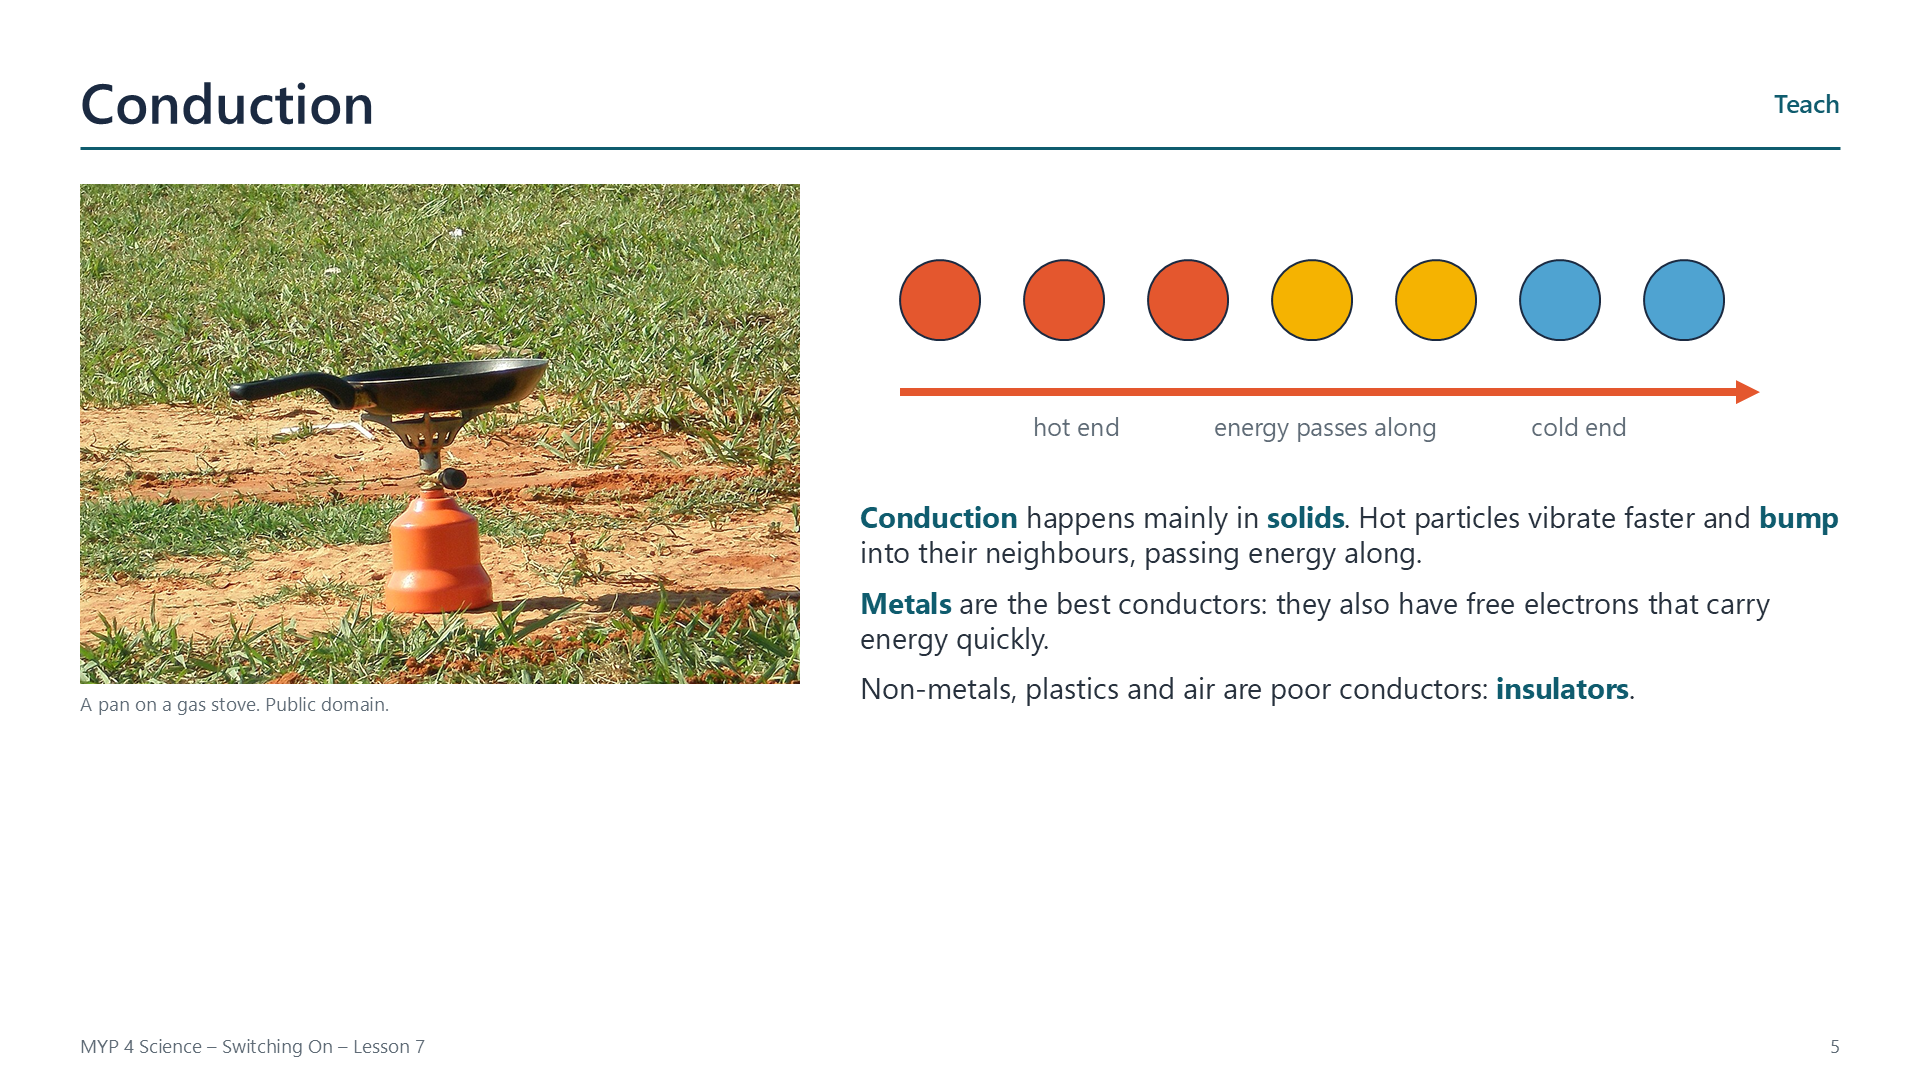 Conduction
Teach
A pan on a gas stove. Public domain.
hot end
energy passes along
cold end
Conduction happens mainly in solids. Hot particles vibrate faster and bump
into their neighbours, passing energy along.
Metals are the best conductors: they also have free electrons that carry
energy quickly.
Non-metals, plastics and air are poor conductors: insulators.
MYP 4 Science – Switching On – Lesson 7
5